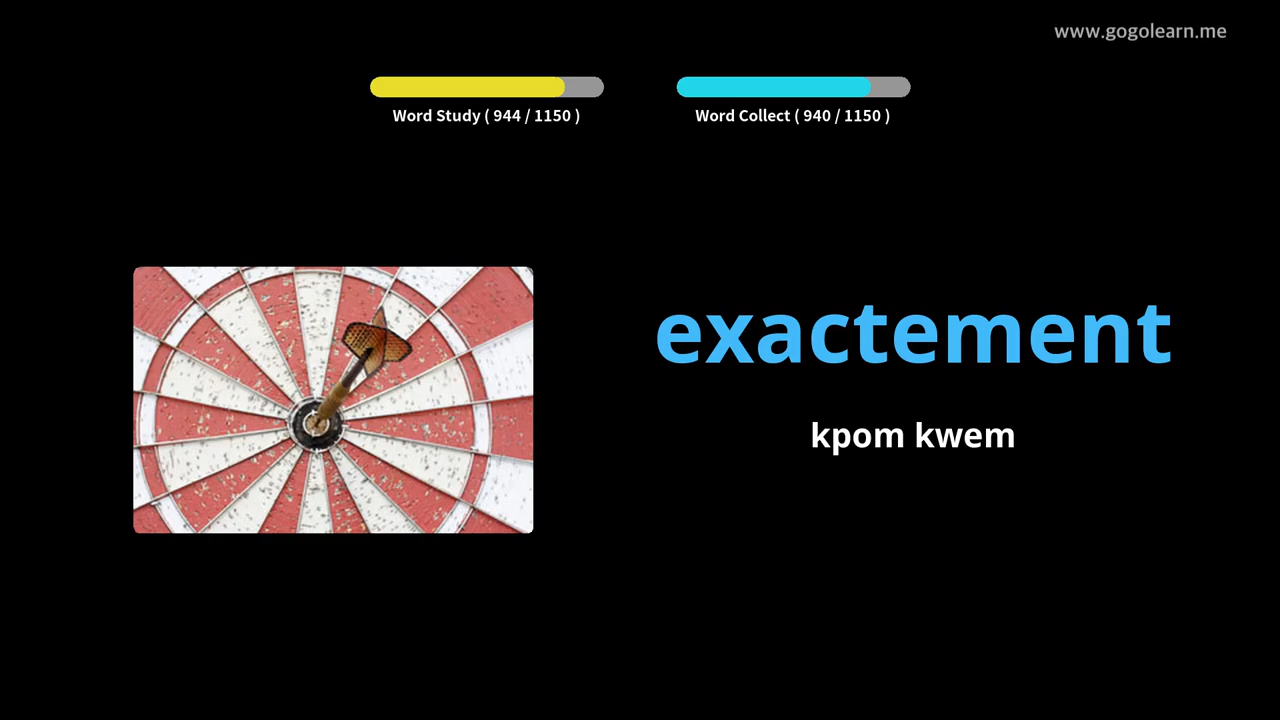 www.gogolearn.me
Word Study ( 944 / 1150 )
Word Collect ( 940 / 1150 )
exactement
kpom kwem